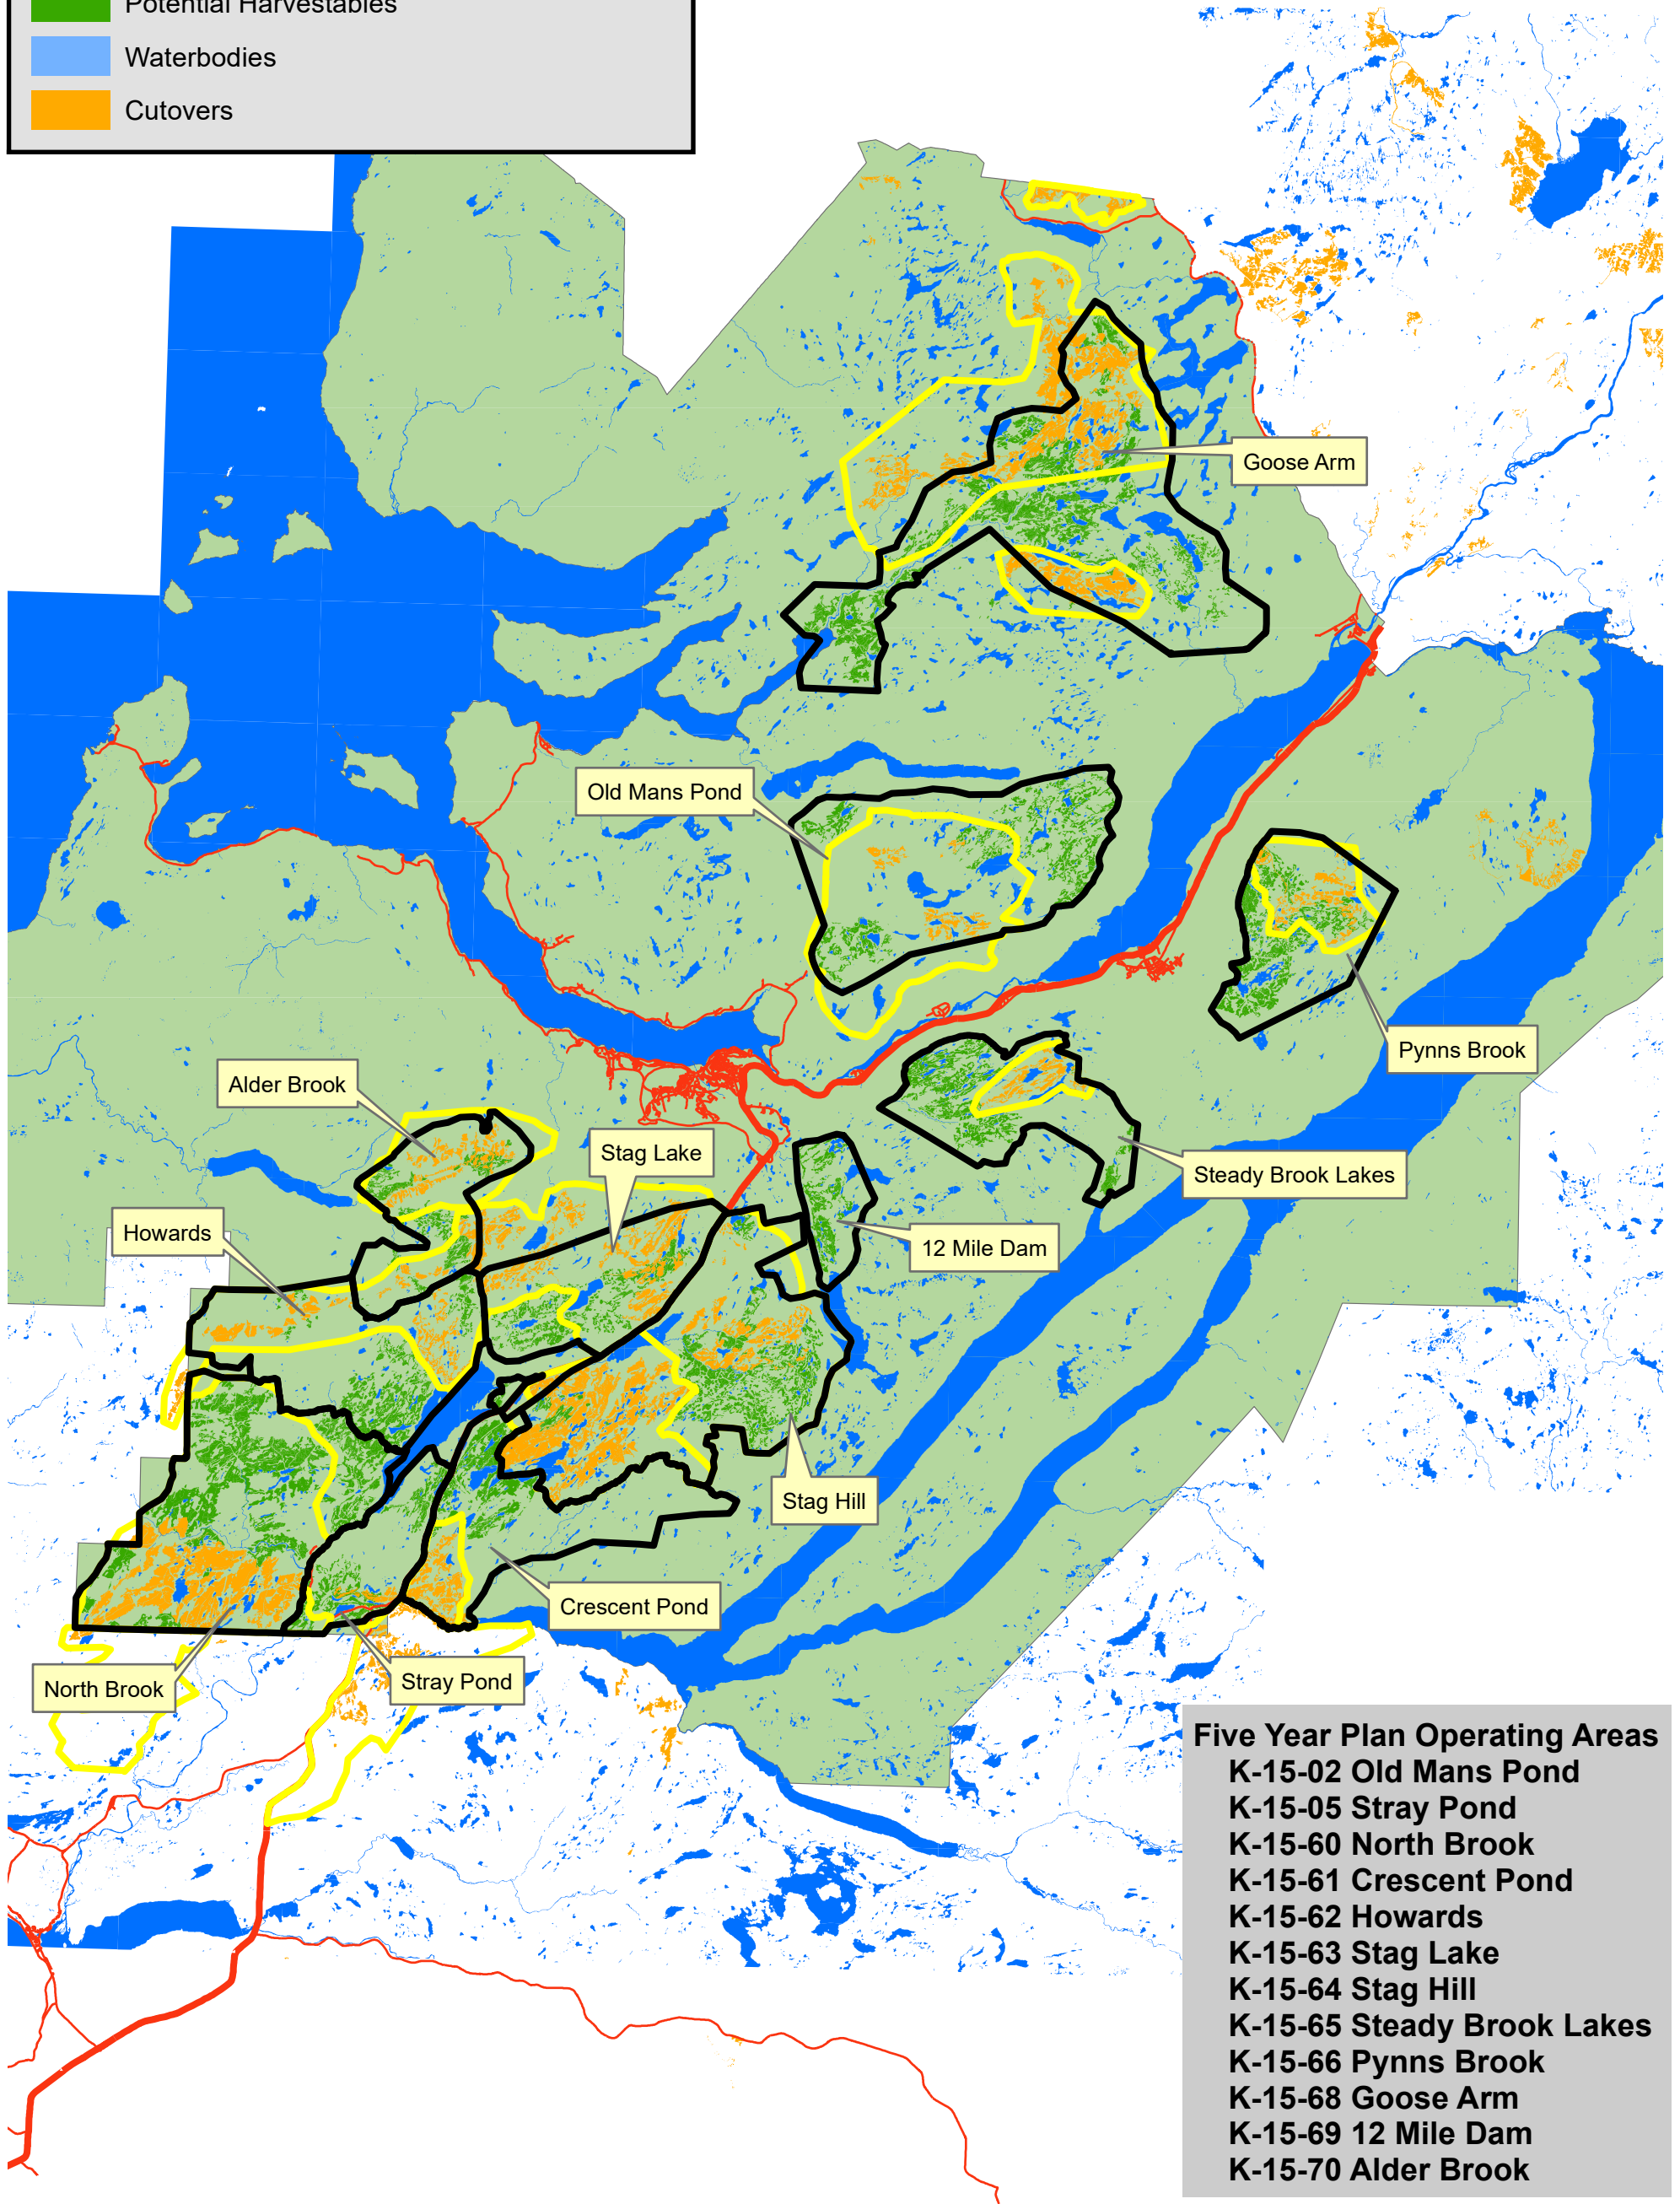 Potential Harvestables
Waterbodies
Cutovers
Goose Arm
Old Mans Pond
Pynns Brook
Alder Brook
Stag Lake
Steady Brook Lakes
Howards
12 Mile Dam
Stag Hill
Crescent Pond
North Brook
Stray Pond
Five Year Plan Operating Areas
K-15-02 Old Mans Pond
K-15-05 Stray Pond
K-15-60 North Brook
K-15-61 Crescent Pond
K-15-62 Howards
K-15-63 Stag Lake
K-15-64 Stag Hill
K-15-65 Steady Brook Lakes
K-15-66 Pynns Brook
K-15-68 Goose Arm
K-15-69 12 Mile Dam
K-15-70 Alder Brook